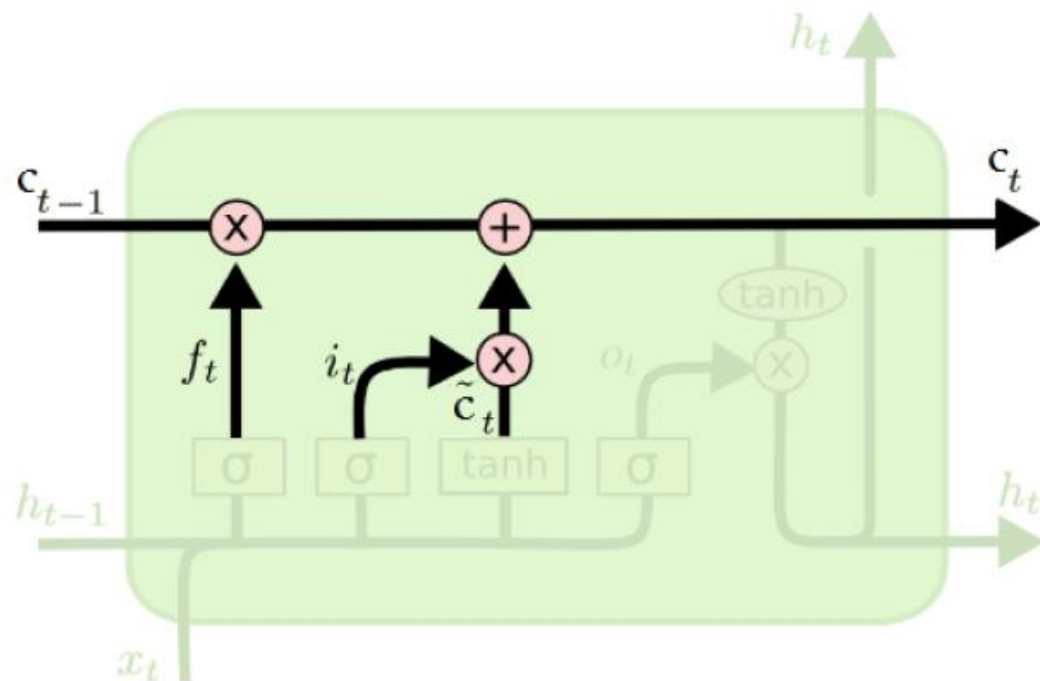 h_t
c_{t-1}
c_t
x
+
tanh
f_t
i_t
x
o_t
x
c̃_t
σ
σ
tanh
σ
h_{t-1}
h_t
x_t